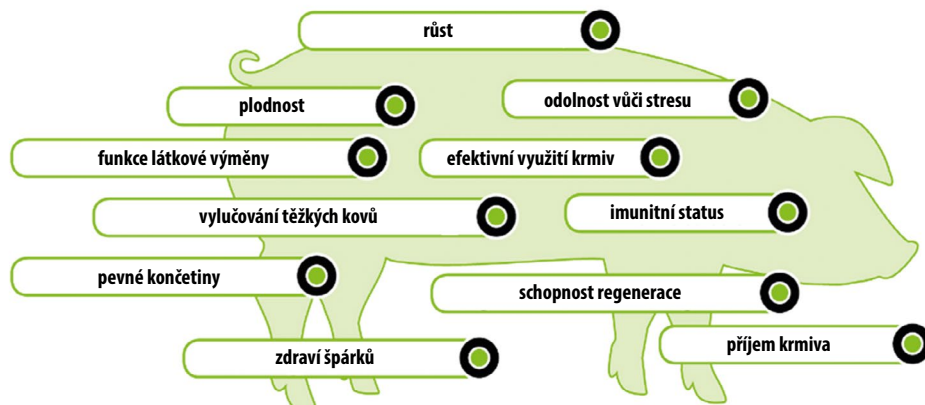 růst
plodnost
odolnost vůči stresu
funkce látkové výměny
efektivní využití krmiv
vylučování těžkých kovů
imunitní status
pevné končetiny
schopnost regenerace
zdraví špárků
příjem krmiva